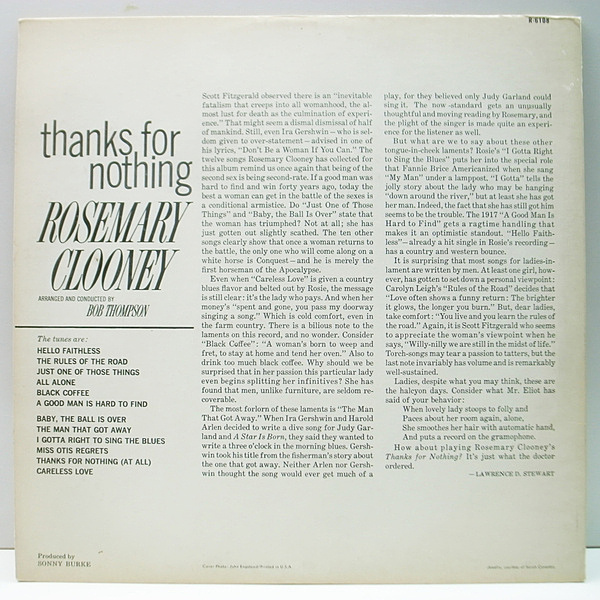 R-6108
thanks for
nothing
ROSEMARY
CLOONEY
ARRANGED AND CONDUCTED BY
BOB THOMPSON
The tunes are:
HELLO FAITHLESS
THE RULES OF THE ROAD
JUST ONE OF THOSE THINGS
ALL ALONE
BLACK COFFEE
A GOOD MAN IS HARD TO FIND
BABY, THE BALL IS OVER
THE MAN THAT GOT AWAY
I GOTTA RIGHT TO SING THE BLUES
MISS OTIS REGRETS
THANKS FOR NOTHING (AT ALL)
CARELESS LOVE
Produced by
SONNY BURKE
Scott Fitzgerald observed there is an "inevitable
fatalism that creeps into all womanhood, the al-
most lust for death as the culmination of experi-
ence." That might seem a dismal dismissal of half
of mankind. Still, even Ira Gershwin – who is sel-
dom given to over-statement – advised in one of
his lyrics, "Don't Be a Woman If You Can." The
twelve songs Rosemary Clooney has collected for
this album remind us once again that being of the
second sex is being second-rate. If a good man was
hard to find and win forty years ago, today the
best a woman can get in the battle of the sexes is
a conditional armistice. Do "Just One of Those
Things" and "Baby, the Ball Is Over" state that
the woman has triumphed? Not at all; she has
just gotten out slightly scathed. The ten other
songs clearly show that once a woman returns to
the battle, the only one who will come along on a
white horse is Conquest – and he is merely the
first horseman of the Apocalypse.
Even when "Careless Love" is given a country
blues flavor and belted out by Rosie, the message
is still clear: it's the lady who pays. And when her
money's "spent and gone, you pass my doorway
singing a song." Which is cold comfort, even in
the farm country. There is a bilious note to the
laments on this record, and no wonder. Consider
"Black Coffee": "A woman's born to weep and
fret, to stay at home and tend her oven." Also to
drink too much black coffee. Why should we be
surprised that in her passion this particular lady
even begins splitting her infinitives? She has
found that men, unlike furniture, are seldom re-
coverable.
The most forlorn of these laments is "The Man
That Got Away." When Ira Gershwin and Harold
Arlen decided to write a dive song for Judy Gar-
land and A Star Is Born, they said they wanted to
write a three o'clock in the morning blues. Gersh-
win took his title from the fisherman's story about
the one that got away. Neither Arlen nor Gersh-
win thought the song would ever get much of a
play, for they believed only Judy Garland could
sing it. The now-standard gets an unusually
thoughtful and moving reading by Rosemary, and
the plight of the singer is made quite an experi-
ence for the listener as well.
But what are we to say about these other
tongue-in-cheek laments? Rosie's "I Gotta Right
to Sing the Blues" puts her into the special role
that Fannie Brice Americanized when she sang
"My Man" under a lamppost. "I Gotta" tells the
jolly story about the lady who may be hanging
"down around the river," but at least she has got
her man. Indeed, the fact that she has still got him
seems to be the trouble. The 1917 "A Good Man Is
Hard to Find" gets a ragtime handling that
makes it an optimistic standout. "Hello Faith-
less" – already a hit single in Rosie's recording –
has a country and western bounce.
It is surprising that most songs for ladies-in-
lament are written by men. At least one girl, how-
ever, has gotten to set down a personal viewpoint:
Carolyn Leigh's "Rules of the Road" decides that
"Love often shows a funny return: The brighter
it glows, the longer you burn." But, dear ladies,
take comfort: "You live and you learn the rules of
the road." Again, it is Scott Fitzgerald who seems
to appreciate the woman's viewpoint when he
says, "Willy-nilly we are still in the midst of life."
Torch-songs may tear a passion to tatters, but the
last note invariably has volume and is remarkably
well-sustained.
Ladies, despite what you may think, these are
the halcyon days. Consider what Mr. Eliot has
said of your behavior:
When lovely lady stoops to folly and
Paces about her room again, alone,
She smoothes her hair with automatic hand,
And puts a record on the gramophone.
How about playing Rosemary Clooney's
Thanks for Nothing? It's just what the doctor
ordered.
—LAWRENCE D. STEWART
Printed in U.S.A.